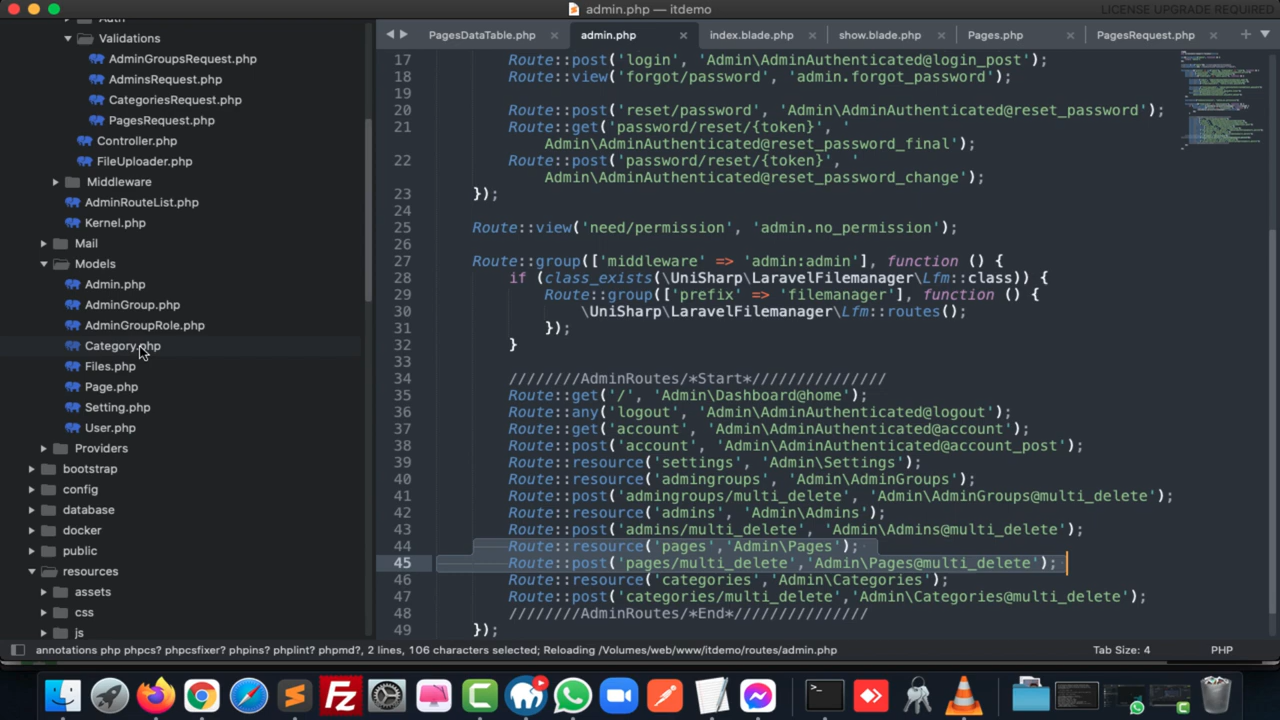 admin.php — itdemo
LICENSE UPGRADE REQUIRED
Auth
Validations
AdminGroupsRequest.php
AdminsRequest.php
CategoriesRequest.php
PagesRequest.php
Controller.php
FileUploader.php
Middleware
AdminRouteList.php
Kernel.php
Mail
Models
Admin.php
AdminGroup.php
AdminGroupRole.php
Category.php
Files.php
Page.php
Setting.php
User.php
Providers
bootstrap
config
database
docker
public
resources
assets
css
js
PagesDataTable.php × admin.php × index.blade.php × show.blade.php × Pages.php × PagesRequest.php ×
17 Route::post('login', 'Admin\AdminAuthenticated@login_post');
18 Route::view('forgot/password', 'admin.forgot_password');
19
20 Route::post('reset/password', 'Admin\AdminAuthenticated@reset_password');
21 Route::get('password/reset/{token}', '
Admin\AdminAuthenticated@reset_password_final');
22 Route::post('password/reset/{token}', '
Admin\AdminAuthenticated@reset_password_change');
23 });
24
25 Route::view('need/permission', 'admin.no_permission');
26
27 Route::group(['middleware' => 'admin:admin'], function () {
28 if (class_exists(\UniSharp\LaravelFilemanager\Lfm::class)) {
29 Route::group(['prefix' => 'filemanager'], function () {
30 \UniSharp\LaravelFilemanager\Lfm::routes();
31 });
32 }
33
34 ////////AdminRoutes/*Start*///////////////
35 Route::get('/', 'Admin\Dashboard@home');
36 Route::any('logout', 'Admin\AdminAuthenticated@logout');
37 Route::get('account', 'Admin\AdminAuthenticated@account');
38 Route::post('account', 'Admin\AdminAuthenticated@account_post');
39 Route::resource('settings', 'Admin\Settings');
40 Route::resource('admingroups', 'Admin\AdminGroups');
41 Route::post('admingroups/multi_delete', 'Admin\AdminGroups@multi_delete');
42 Route::resource('admins', 'Admin\Admins');
43 Route::post('admins/multi_delete', 'Admin\Admins@multi_delete');
44 Route::resource('pages','Admin\Pages');
45 Route::post('pages/multi_delete','Admin\Pages@multi_delete');
46 Route::resource('categories','Admin\Categories');
47 Route::post('categories/multi_delete','Admin\Categories@multi_delete');
48 ////////AdminRoutes/*End*///////////////
49 });
annotations php phpcs? phpcsfixer? phpins? phplint? phpmd?, 2 lines, 106 characters selected; Reloading /Volumes/web/www/itdemo/routes/admin.php
Tab Size: 4
PHP